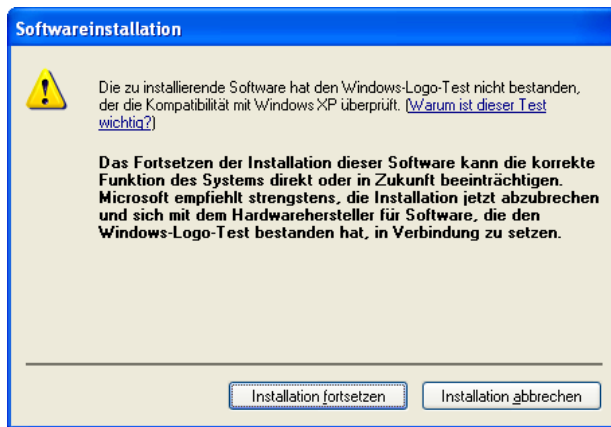 Softwareinstallation
Die zu installierende Software hat den Windows-Logo-Test nicht bestanden,
der die Kompatibilität mit Windows XP überprüft. (Warum ist dieser Test
wichtig?)
Das Fortsetzen der Installation dieser Software kann die korrekte
Funktion des Systems direkt oder in Zukunft beeinträchtigen.
Microsoft empfiehlt strengstens, die Installation jetzt abzubrechen
und sich mit dem Hardwarehersteller für Software, die den
Windows-Logo-Test bestanden hat, in Verbindung zu setzen.
Installation fortsetzen Installation abbrechen